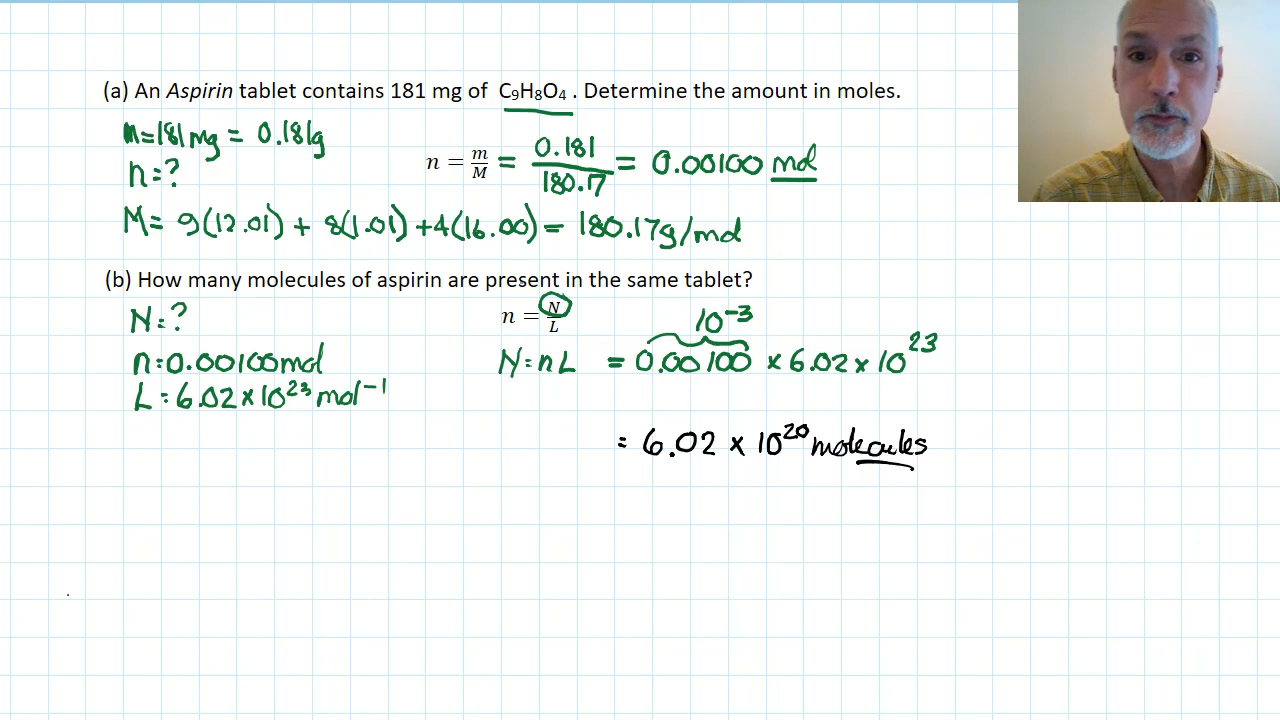 (a) An Aspirin tablet contains 181 mg of C₉H₈O₄ . Determine the amount in moles.
m=181mg = 0.181g
n = m/M = 0.181/180.17 = 0.00100 mol
n=?
M= 9(12.01) + 8(1.01) +4(16.00) = 180.17g/mol
(b) How many molecules of aspirin are present in the same tablet?
N=?
n = N/L
10⁻³
n=0.00100mol
N=nL = 0.00100 × 6.02 × 10²³
L=6.02×10²³ mol⁻¹
= 6.02 × 10²⁰ molecules